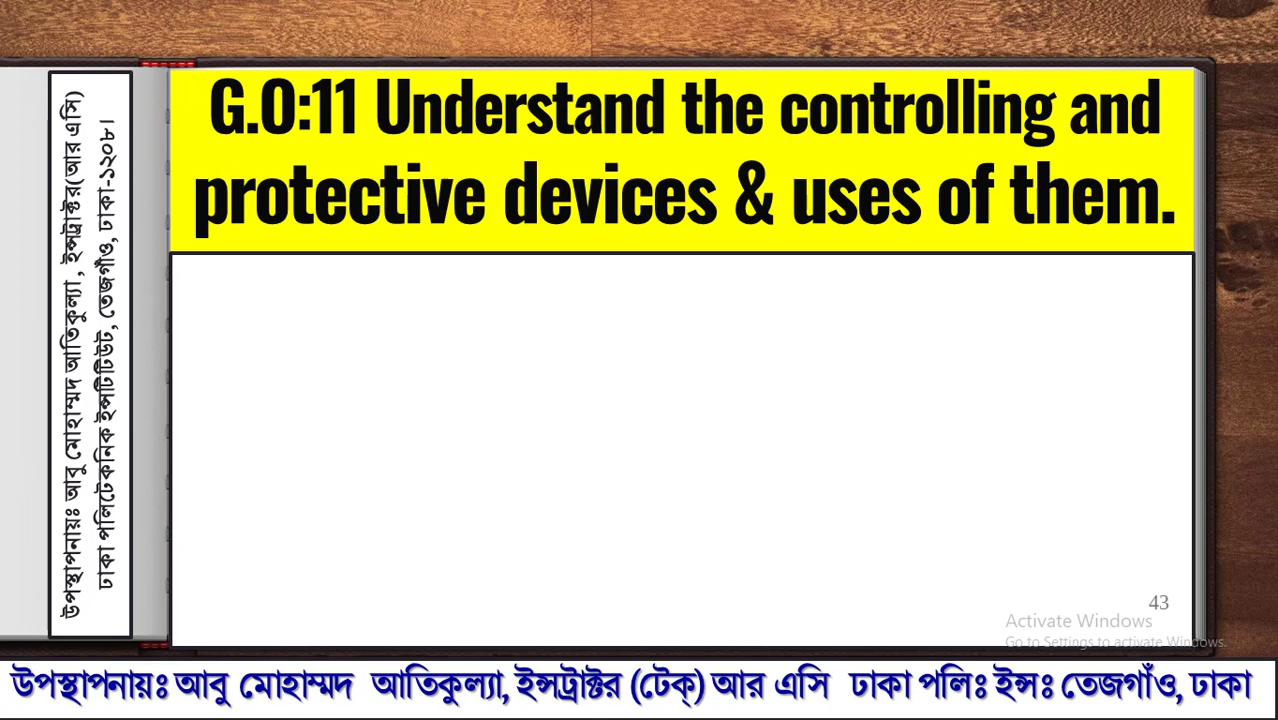 G.O:11 Understand the controlling and
protective devices & uses of them.
উপস্থাপনায়ঃ আবু মোহাম্মদ আতিকুল্যা, ইন্সট্রাক্টর(আর এসি)
ঢাকা পলিটেকনিক ইন্সটিটিউট, তেজগাঁও, ঢাকা-১২০৮।
43
Activate Windows
Go to Settings to activate Windows.
উপস্থাপনায়ঃ আবু মোহাম্মদ আতিকুল্যা, ইন্সট্রাক্টর (টেক্) আর এসি ঢাকা পলিঃ ইন্সঃ তেজগাঁও, ঢাকা